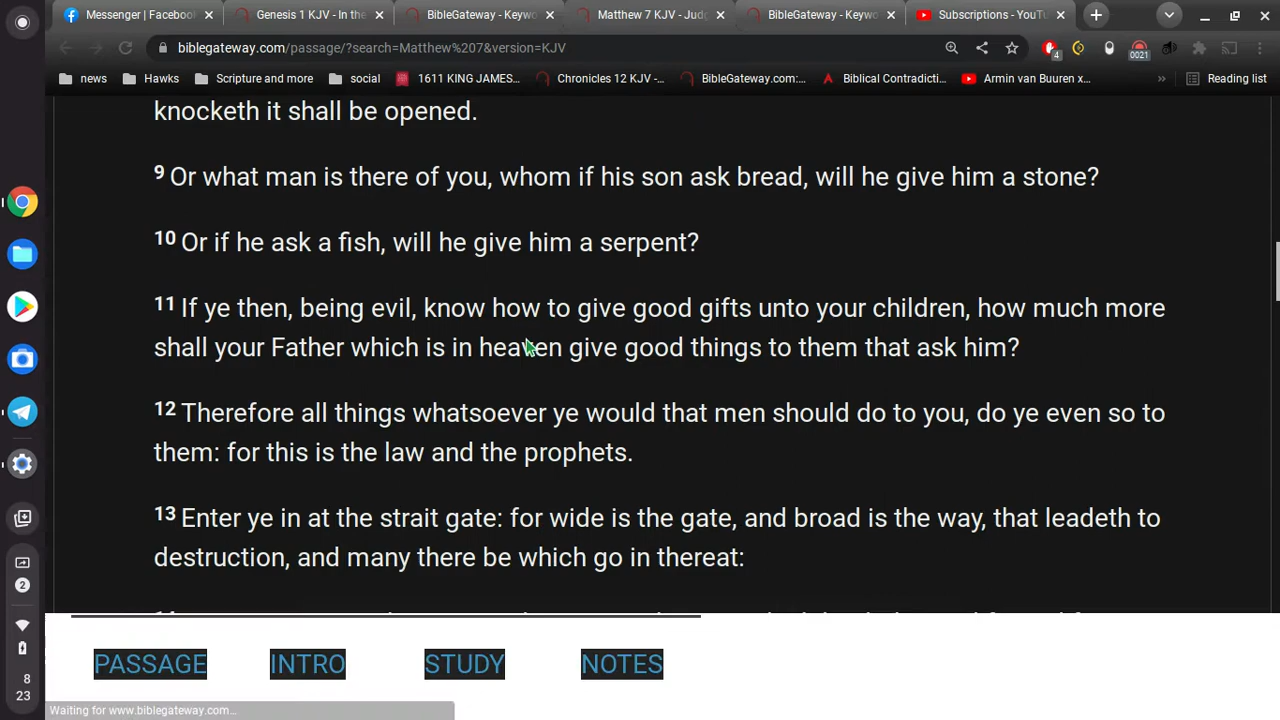 Messenger | Facebook
Genesis 1 KJV - In the
BibleGateway - Keywo
Matthew 7 KJV - Judg
BibleGateway - Keywo
Subscriptions - YouTu
biblegateway.com/passage/?search=Matthew%207&version=KJV
4
0021
news
Hawks
Scripture and more
social
1611 KING JAMES...
Chronicles 12 KJV -...
BibleGateway.com:...
Biblical Contradicti...
Armin van Buuren x...
»
Reading list
knocketh it shall be opened.
9 Or what man is there of you, whom if his son ask bread, will he give him a stone?
10 Or if he ask a fish, will he give him a serpent?
11 If ye then, being evil, know how to give good gifts unto your children, how much more
shall your Father which is in heaven give good things to them that ask him?
12 Therefore all things whatsoever ye would that men should do to you, do ye even so to
them: for this is the law and the prophets.
13 Enter ye in at the strait gate: for wide is the gate, and broad is the way, that leadeth to
destruction, and many there be which go in thereat:
PASSAGE INTRO STUDY NOTES
2
8
23
Waiting for www.biblegateway.com...